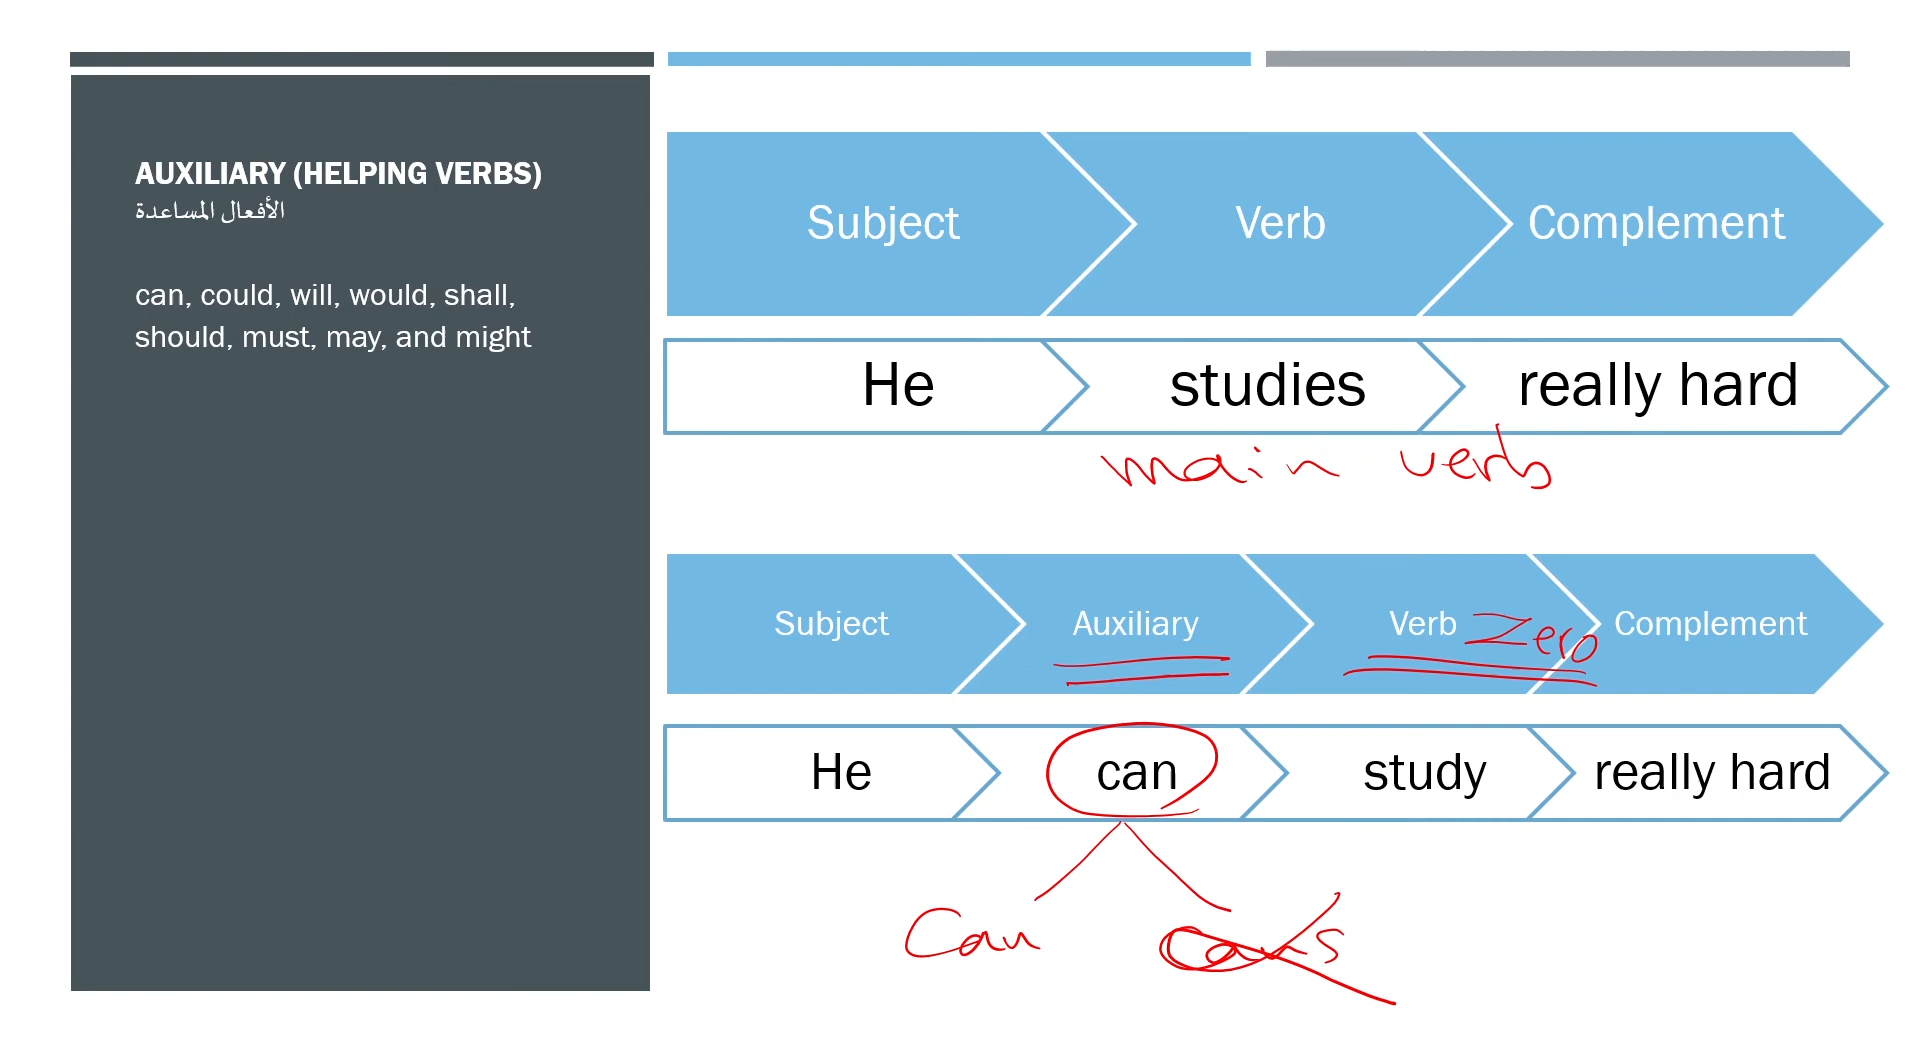 AUXILIARY (HELPING VERBS)
الأفعال المساعدة
can, could, will, would, shall,
should, must, may, and might
Subject Verb Complement
He studies really hard
main verb
Subject Auxiliary Verb Zero Complement
He can study really hard
Can cans